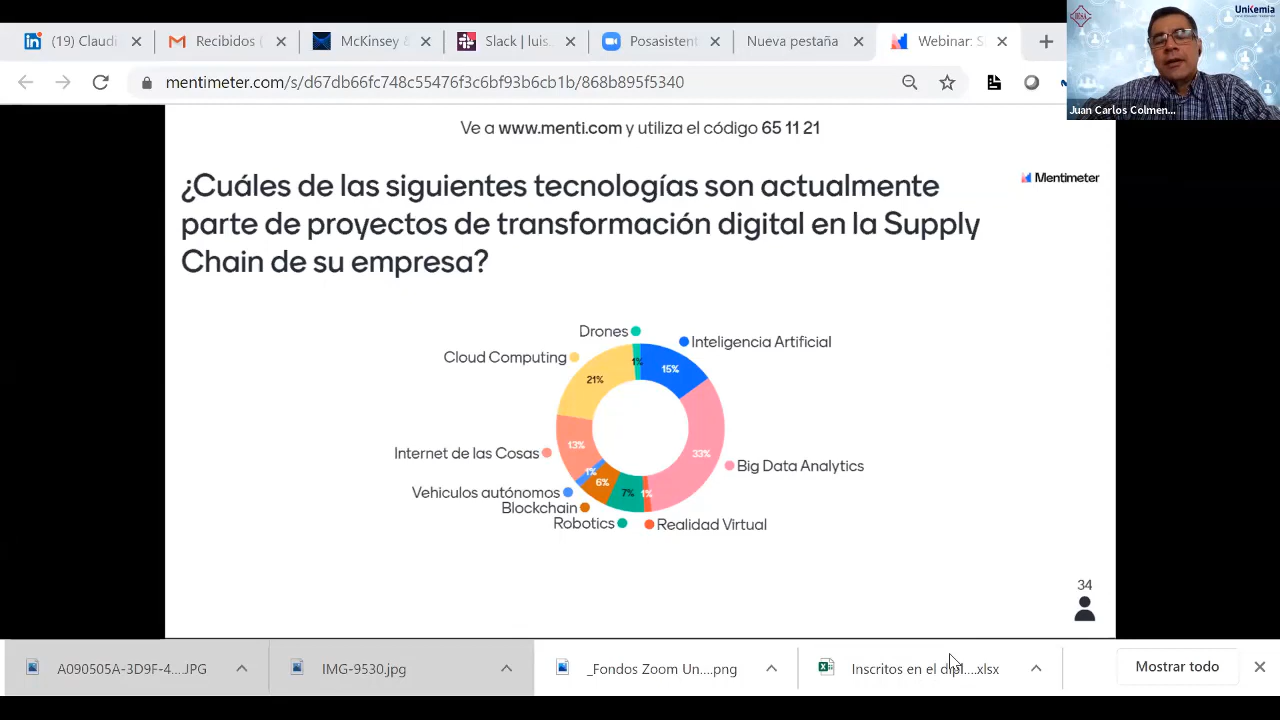 (19) Claudi
Recibidos (
McKinsey &
Slack | luis
Posasistent
Nueva pestaña
Webinar: S
UniKemia
IESA
mentimeter.com/s/d67db66fc748c55476f3c6bf93b6cb1b/868b895f5340
Juan Carlos Colmen...
Ve a www.menti.com y utiliza el código 65 11 21
¿Cuáles de las siguientes tecnologías son actualmente
parte de proyectos de transformación digital en la Supply
Chain de su empresa?
Mentimeter
Drones
Inteligencia Artificial
Cloud Computing
1%
15%
21%
13%
33%
Internet de las Cosas
Big Data Analytics
1%
6%
7%
1%
Vehiculos autónomos
Blockchain
Robotics
Realidad Virtual
34
A090505A-3D9F-4....JPG
IMG-9530.jpg
_Fondos Zoom Un....png
Inscritos en el dipl....xlsx
Mostrar todo